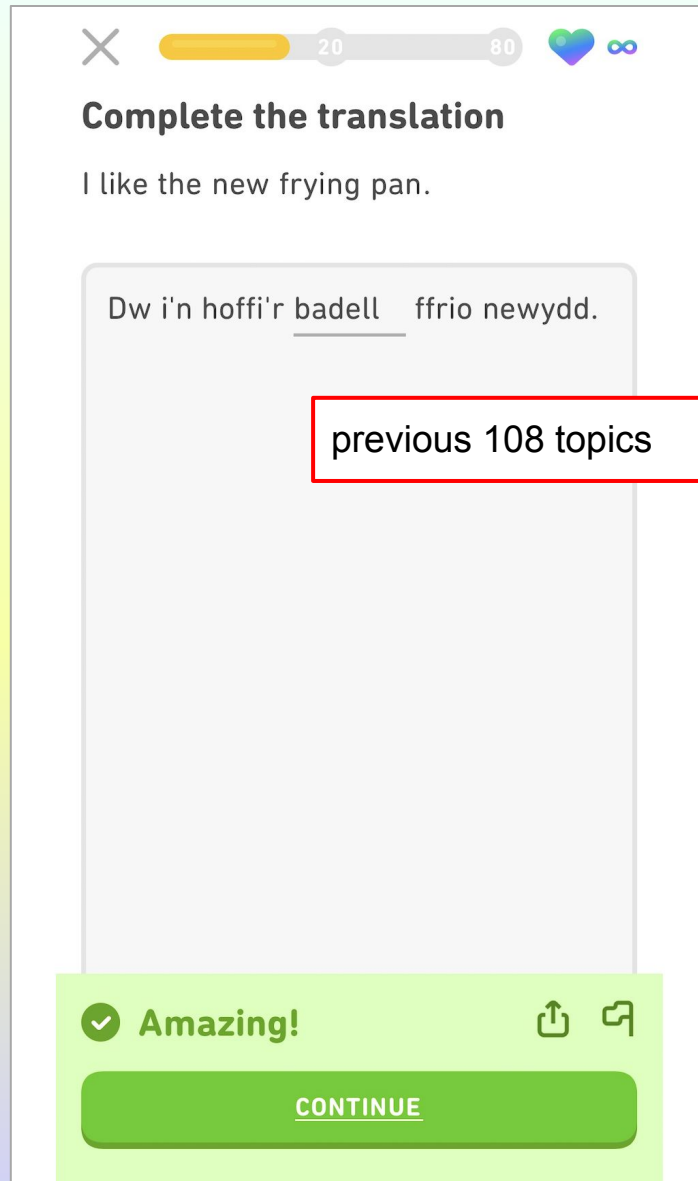 20 80 ∞
Complete the translation
I like the new frying pan.
Dw i'n hoffi'r badell ffrio newydd.
previous 108 topics
Amazing!
CONTINUE